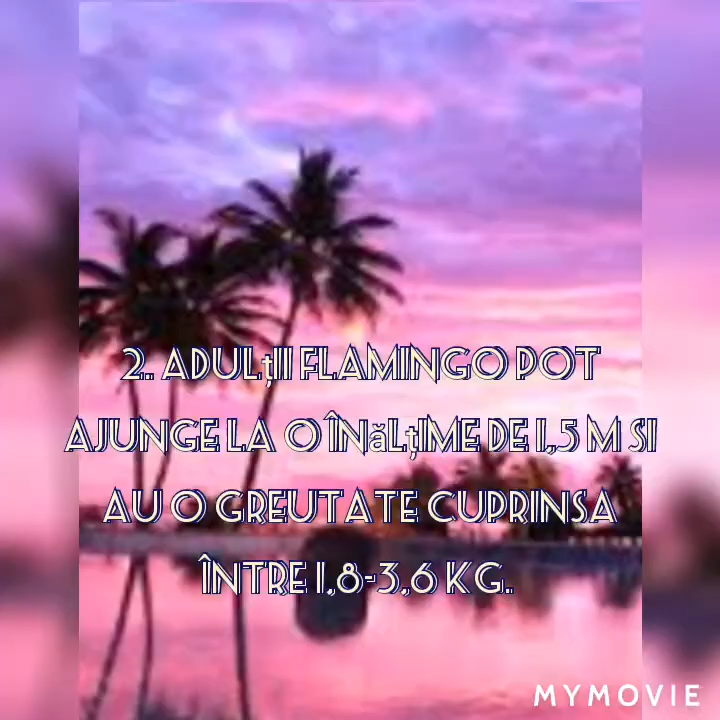 2. ADULțII FLAMINGO POT
AJUNGE LA O ÎNăLțIME DE 1,5 M SI
AU O GREUTATE CUPRINSA
ÎNTRE 1,8-3,6 KG.
MYMOVIE